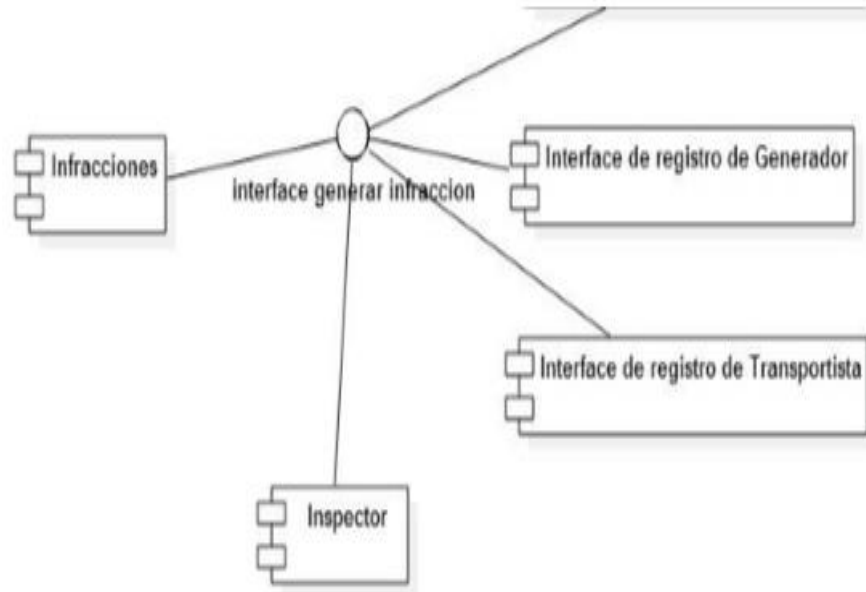 Infracciones
Interface de registro de Generador
interface generar infraccion
Interface de registro de Transportista
Inspector